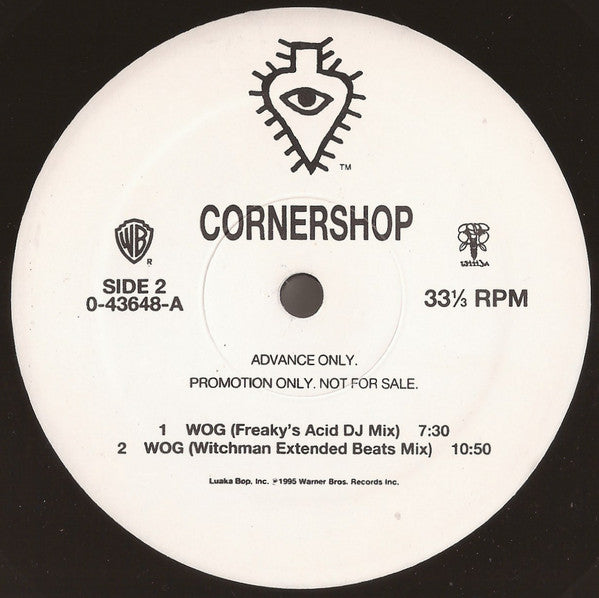 TM
CORNERSHOP
WB
R
SIDE 2
0-43648-A
33⅓ RPM
ADVANCE ONLY.
PROMOTION ONLY. NOT FOR SALE.
1 WOG (Freaky's Acid DJ Mix) 7:30
2 WOG (Witchman Extended Beats Mix) 10:50
Luaka Bop, Inc. ℗1995 Warner Bros. Records Inc.